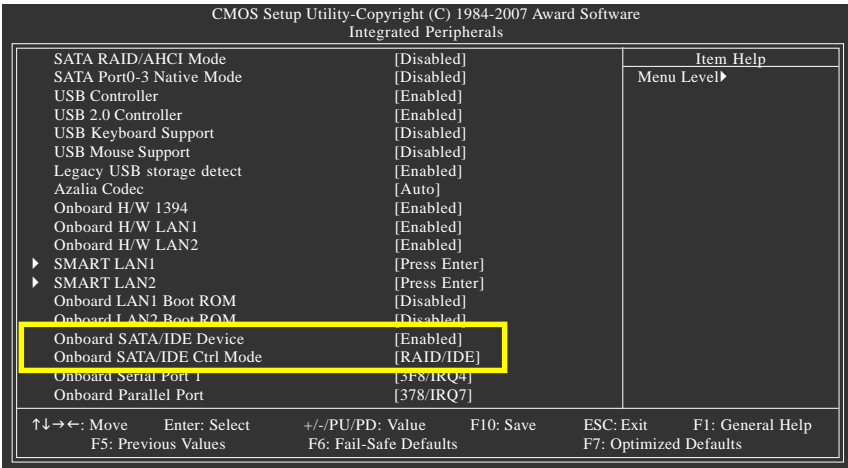 CMOS Setup Utility-Copyright (C) 1984-2007 Award Software
Integrated Peripherals
SATA RAID/AHCI Mode [Disabled]
SATA Port0-3 Native Mode [Disabled]
USB Controller [Enabled]
USB 2.0 Controller [Enabled]
USB Keyboard Support [Disabled]
USB Mouse Support [Disabled]
Legacy USB storage detect [Enabled]
Azalia Codec [Auto]
Onboard H/W 1394 [Enabled]
Onboard H/W LAN1 [Enabled]
Onboard H/W LAN2 [Enabled]
SMART LAN1 [Press Enter]
SMART LAN2 [Press Enter]
Onboard LAN1 Boot ROM [Disabled]
Onboard LAN2 Boot ROM [Disabled]
Onboard SATA/IDE Device [Enabled]
Onboard SATA/IDE Ctrl Mode [RAID/IDE]
Onboard Serial Port 1 [3F8/IRQ4]
Onboard Parallel Port [378/IRQ7]
Item Help
Menu Level
↑↓→←: Move Enter: Select +/-/PU/PD: Value F10: Save ESC: Exit F1: General Help
F5: Previous Values F6: Fail-Safe Defaults F7: Optimized Defaults